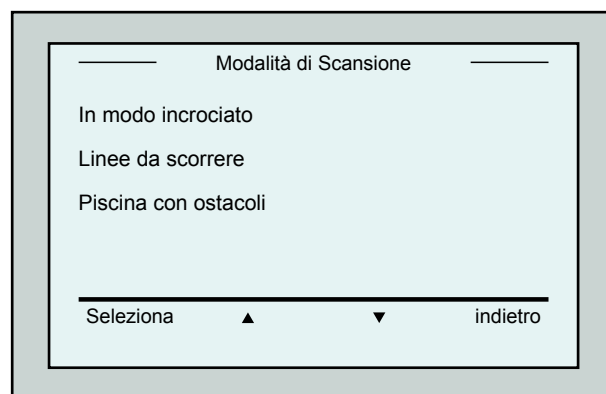 Modalità di Scansione
In modo incrociato
Linee da scorrere
Piscina con ostacoli
Seleziona ▲ ▼ indietro